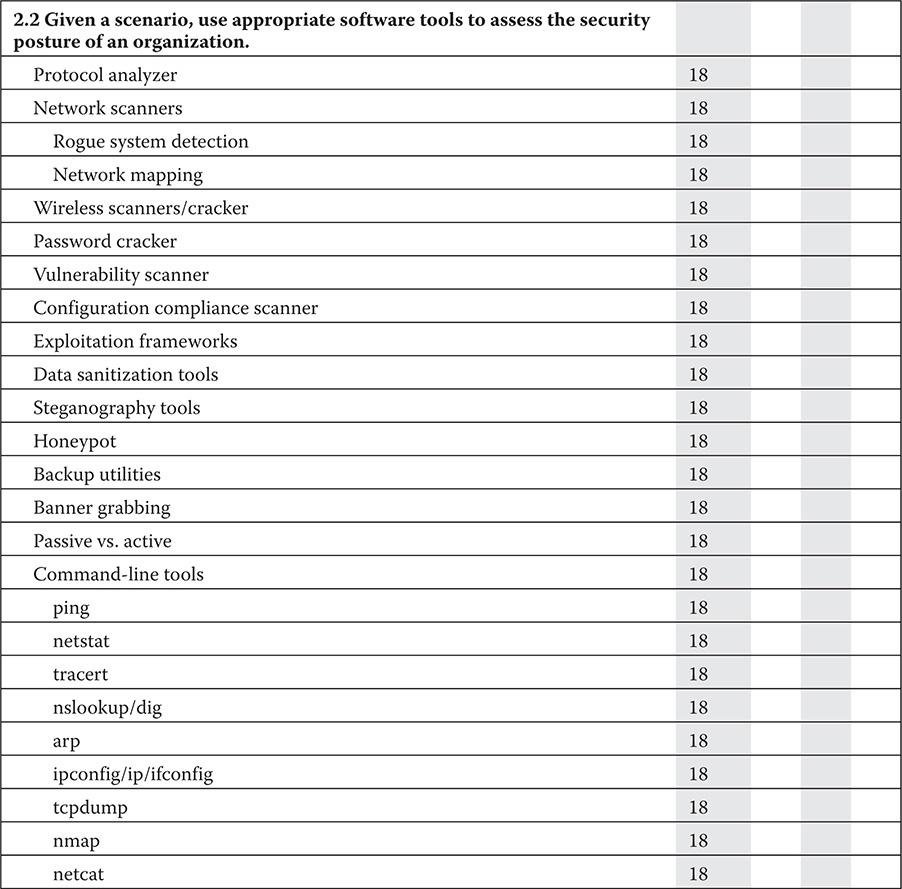 2.2 Given a scenario, use appropriate software tools to assess the security
posture of an organization.
Protocol analyzer 18
Network scanners 18
Rogue system detection 18
Network mapping 18
Wireless scanners/cracker 18
Password cracker 18
Vulnerability scanner 18
Configuration compliance scanner 18
Exploitation frameworks 18
Data sanitization tools 18
Steganography tools 18
Honeypot 18
Backup utilities 18
Banner grabbing 18
Passive vs. active 18
Command-line tools 18
ping 18
netstat 18
tracert 18
nslookup/dig 18
arp 18
ipconfig/ip/ifconfig 18
tcpdump 18
nmap 18
netcat 18